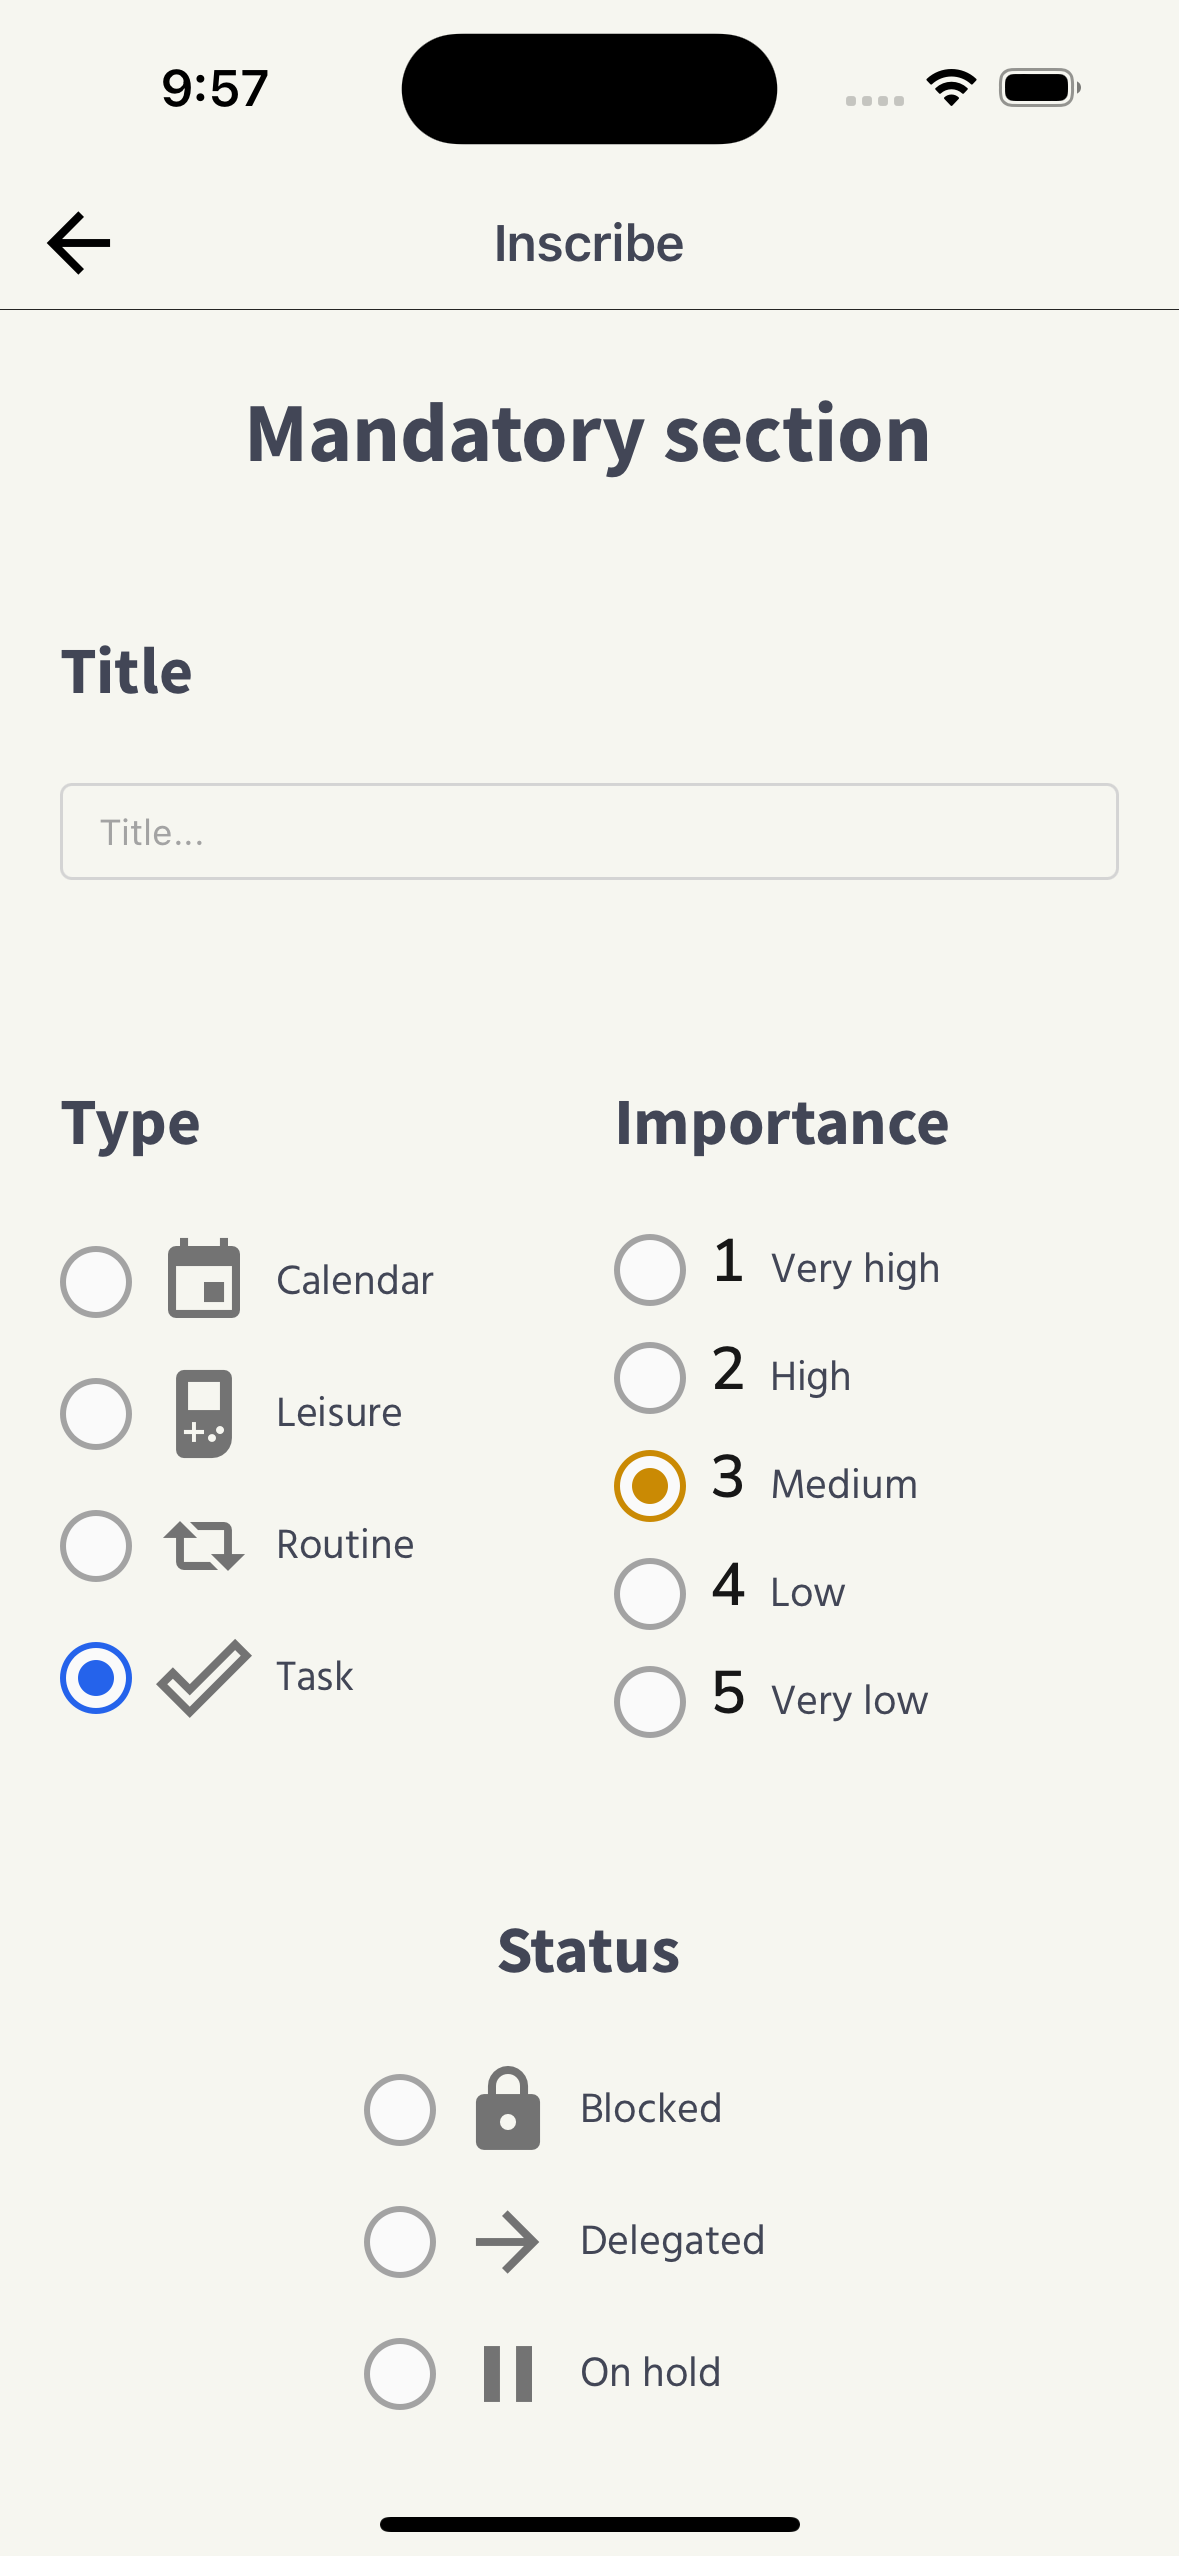 9:57
Inscribe
Mandatory section
Title
Title...
Type
Calendar
Leisure
Routine
Task
Importance
1 Very high
2 High
3 Medium
4 Low
5 Very low
Status
Blocked
Delegated
On hold